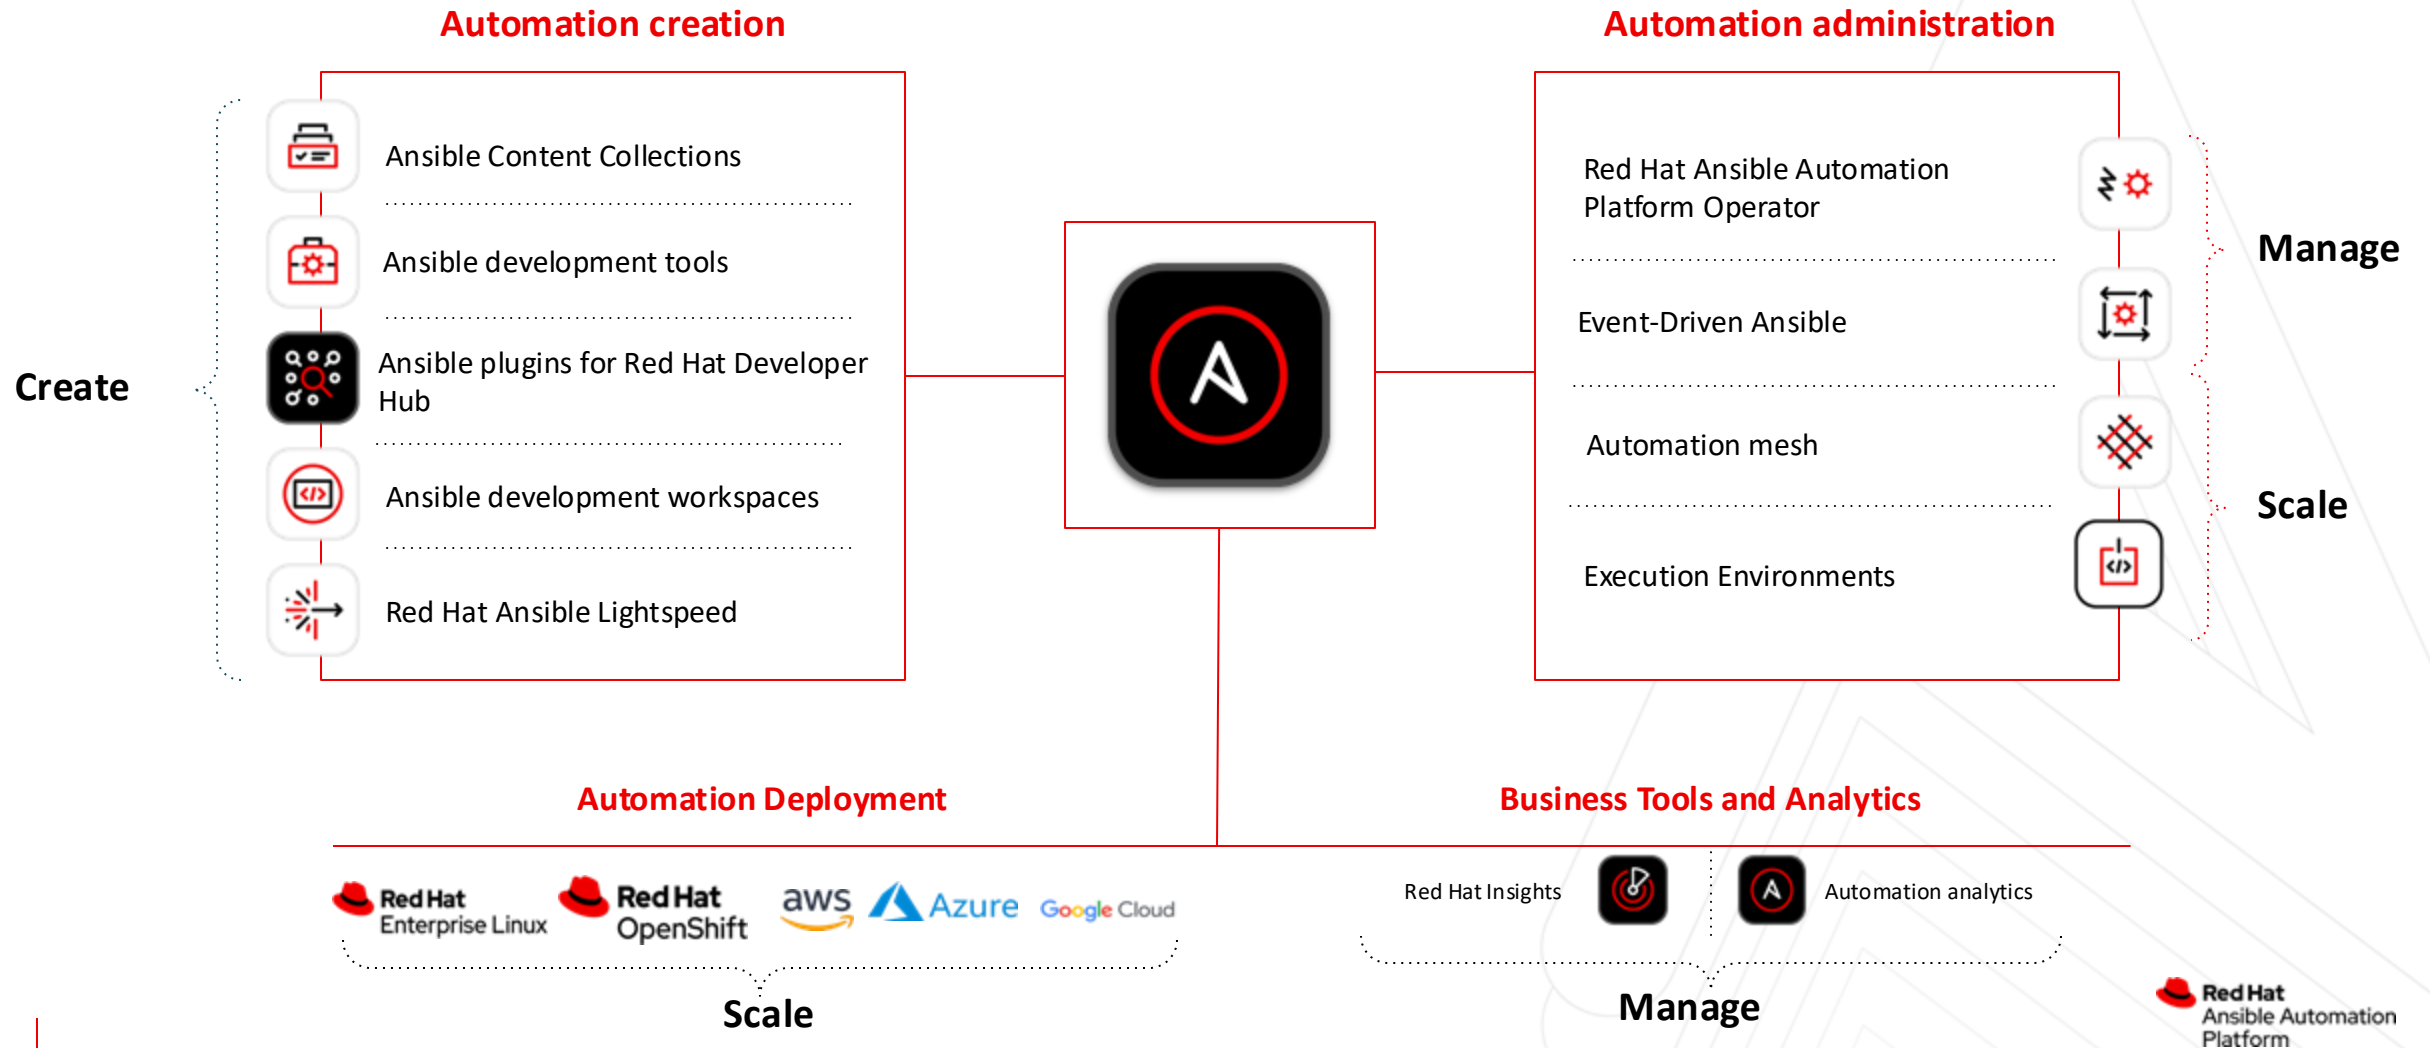 Automation creation
Automation administration
Create
Ansible Content Collections
Ansible development tools
Ansible plugins for Red Hat Developer
Hub
Ansible development workspaces
Red Hat Ansible Lightspeed
Red Hat Ansible Automation
Platform Operator
Event-Driven Ansible
Automation mesh
Execution Environments
Manage
Scale
Automation Deployment
Business Tools and Analytics
Red Hat
Enterprise Linux
Red Hat
OpenShift
aws
Azure
Google Cloud
Red Hat Insights
Automation analytics
Scale
Manage
Red Hat
Ansible Automation
Platform